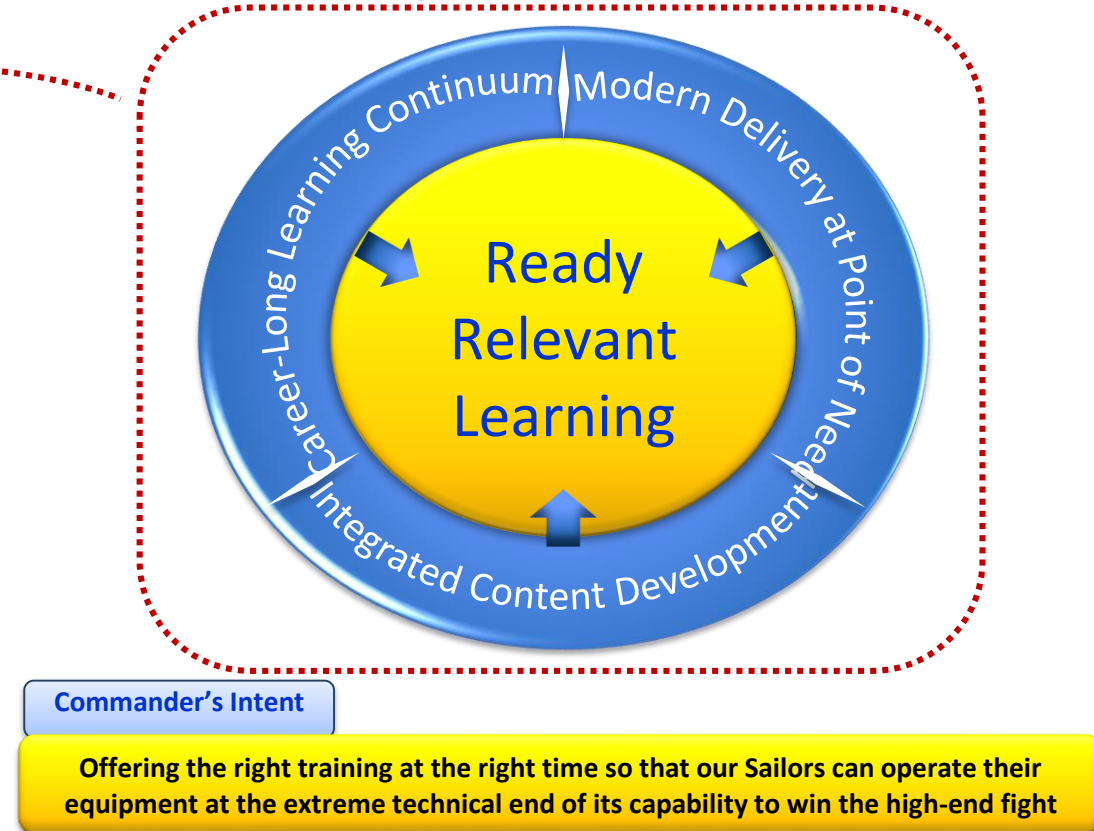 Career-Long Learning Continuum
Modern Delivery at Point of Need
Integrated Content Development
Ready
Relevant
Learning
Commander’s Intent
Offering the right training at the right time so that our Sailors can operate their
equipment at the extreme technical end of its capability to win the high-end fight